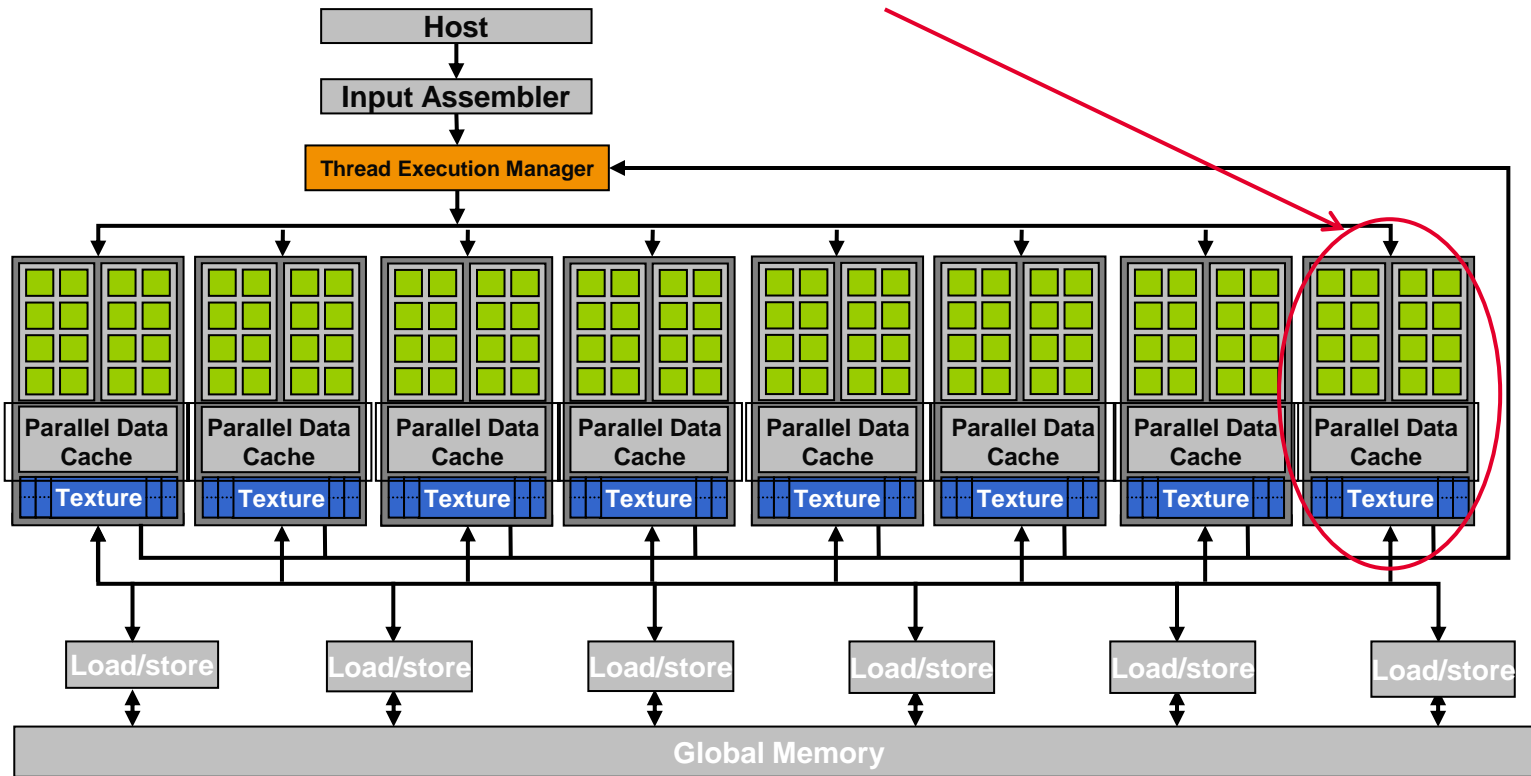 Host
Input Assembler
Thread Execution Manager
Parallel Data
Cache
Texture
Parallel Data
Cache
Texture
Parallel Data
Cache
Texture
Parallel Data
Cache
Texture
Parallel Data
Cache
Texture
Parallel Data
Cache
Texture
Parallel Data
Cache
Texture
Parallel Data
Cache
Texture
Load/store
Load/store
Load/store
Load/store
Load/store
Load/store
Global Memory